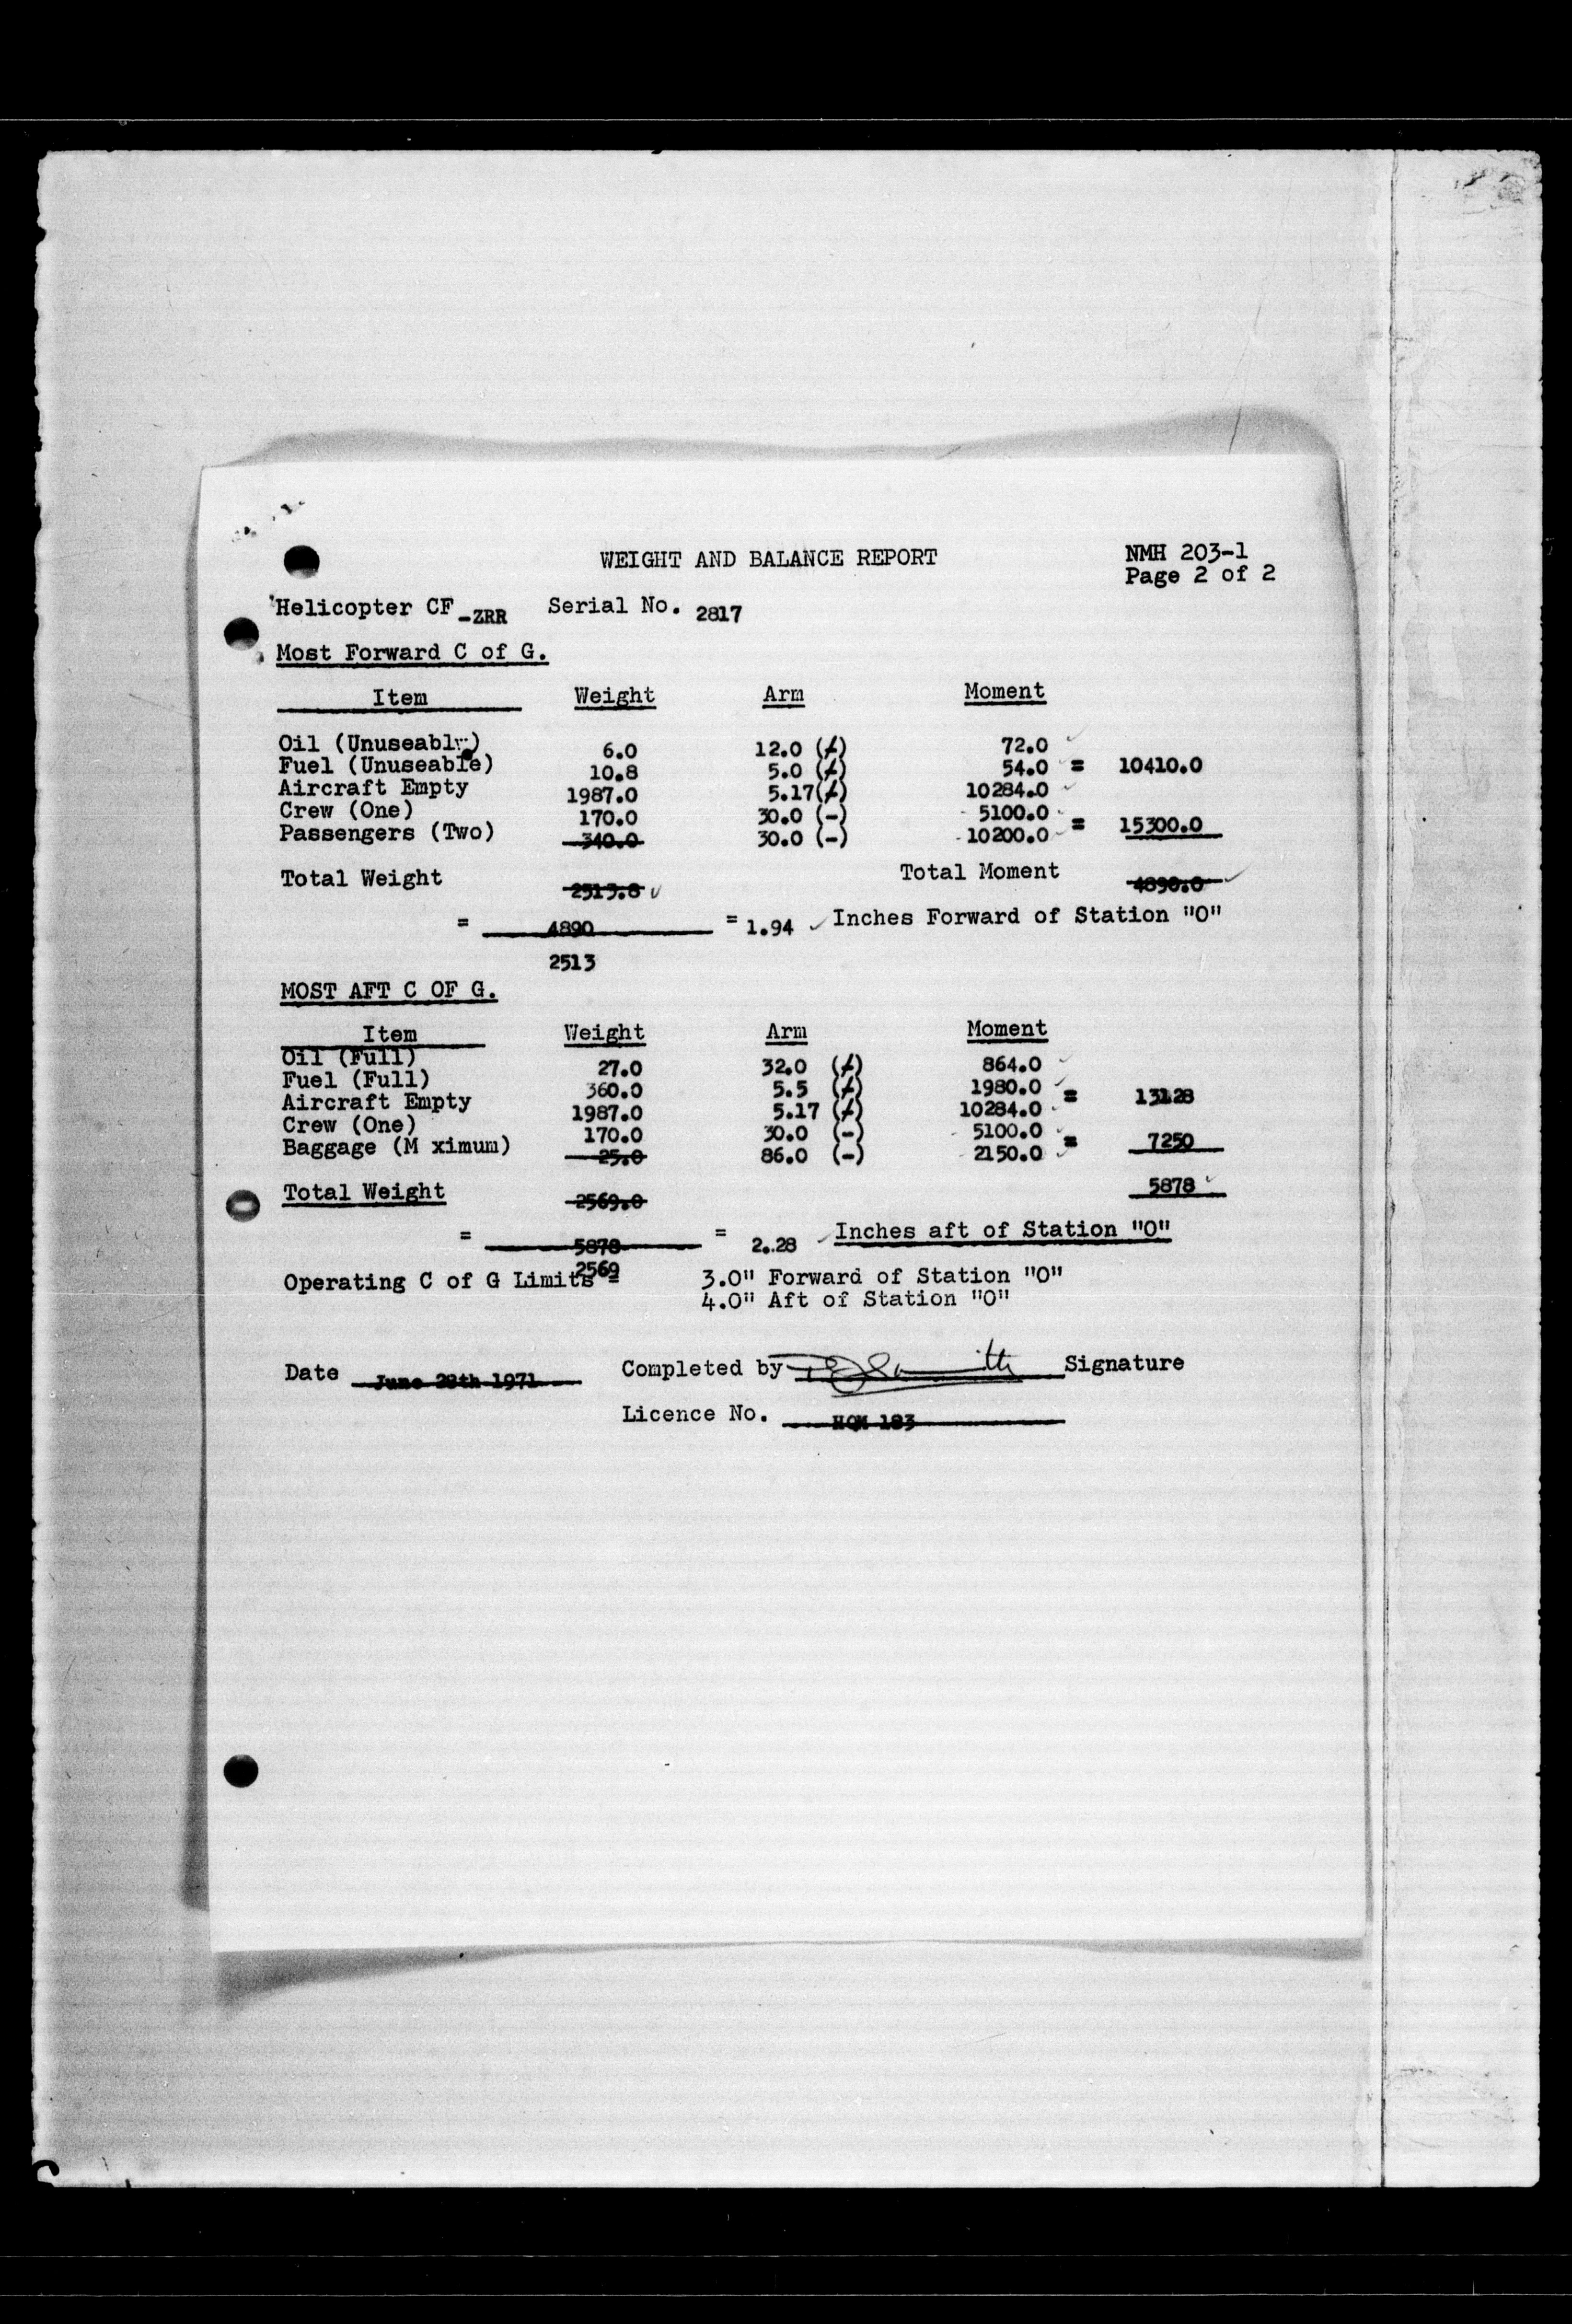 WEIGHT AND BALANCE REPORT
NMH 203-1
Page 2 of 2
Helicopter CF -ZRR Serial No. 2817
Most Forward C of G.
Item Weight Arm Moment
Oil (Unuseable) 6.0 12.0 (+) 72.0
Fuel (Unuseable) 10.8 5.0 (+) 54.0 = 10410.0
Aircraft Empty 1987.0 5.17(+) 10284.0
Crew (One) 170.0 30.0 (-) - 5100.0
Passengers (Two) 340.0 30.0 (-) - 10200.0 = 15300.0
Total Weight 2513.8 Total Moment 4890.0
= 4890 = 1.94 Inches Forward of Station "0"
2513
MOST AFT C OF G.
Item Weight Arm Moment
Oil (Full) 27.0 32.0 (+) 864.0
Fuel (Full) 360.0 5.5 (+) 1980.0 = 13128
Aircraft Empty 1987.0 5.17 (+) 10284.0
Crew (One) 170.0 30.0 (-) - 5100.0 = 7250
Baggage (M ximum) 25.0 86.0 (-) - 2150.0
Total Weight 2569.0 5878
= 5878 = 2.28 Inches aft of Station "0"
2569
Operating C of G Limits = 3.0" Forward of Station "0"
4.0" Aft of Station "0"
Date June 28th 1971 Completed by Smith Signature
Licence No. HQM 183